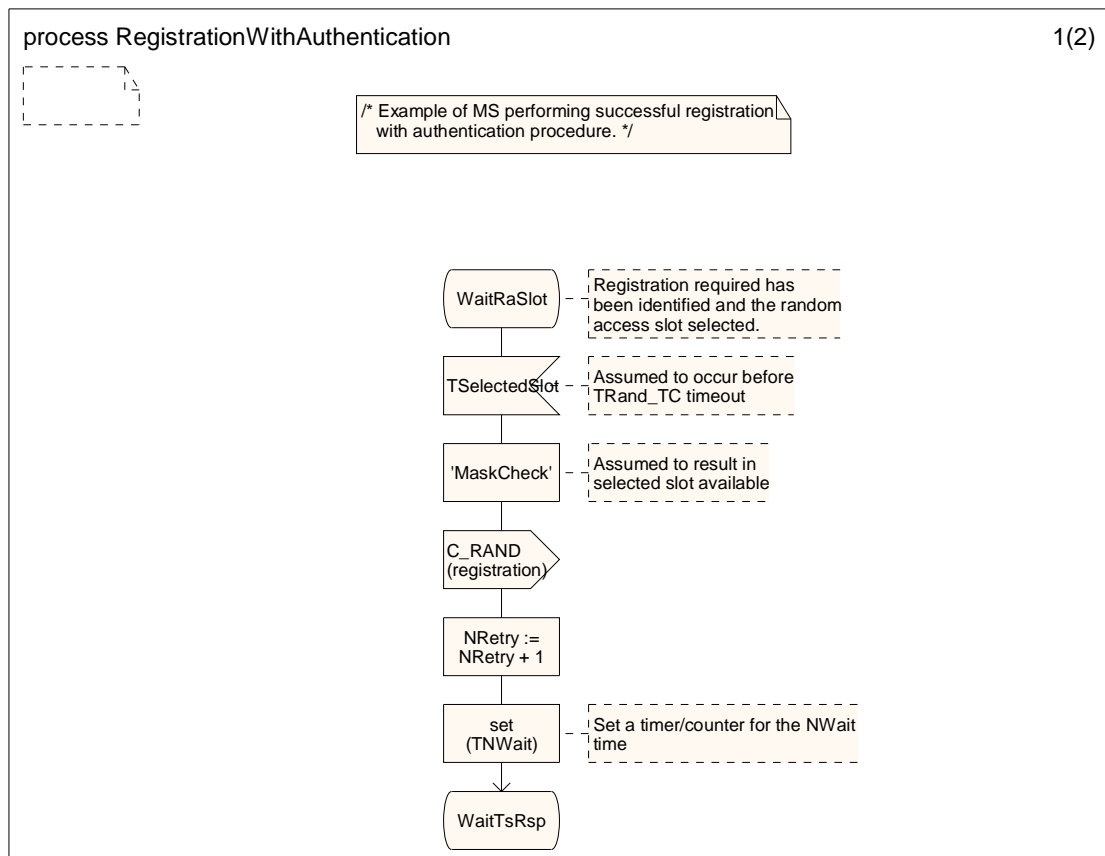 process RegistrationWithAuthentication
1(2)
/* Example of MS performing successful registration
with authentication procedure. */
WaitRaSlot
Registration required has
been identified and the random
access slot selected.
TSelectedSlot
Assumed to occur before
TRand_TC timeout
'MaskCheck'
Assumed to result in
selected slot available
C_RAND
(registration)
NRetry :=
NRetry + 1
set
(TNWait)
Set a timer/counter for the NWait
time
WaitTsRsp